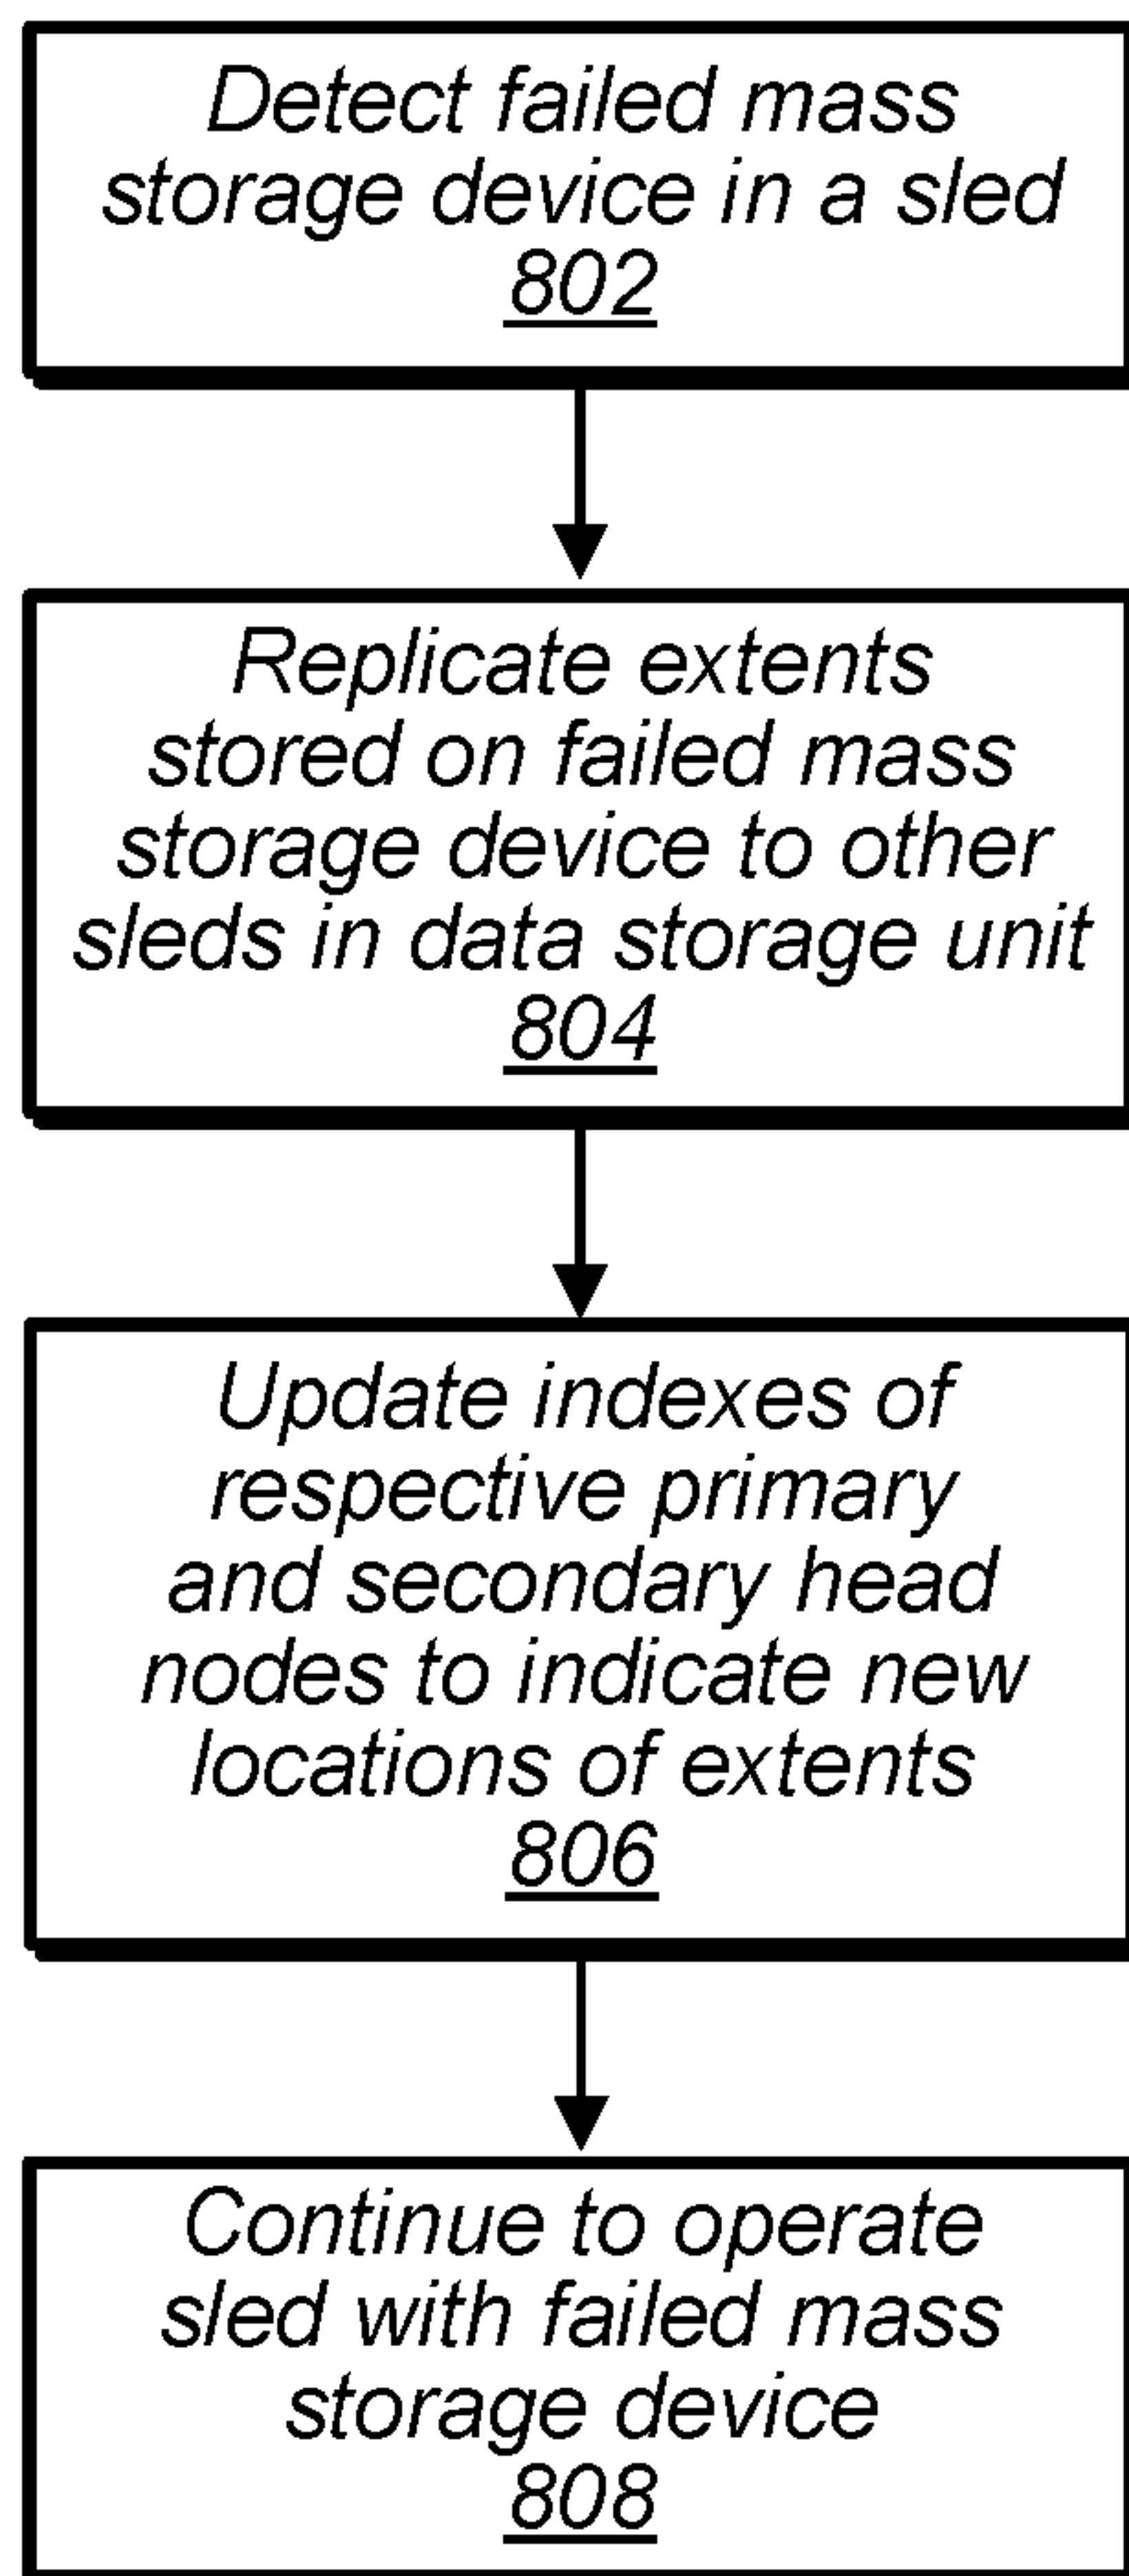 Detect failed mass
storage device in a sled
802
Replicate extents
stored on failed mass
storage device to other
sleds in data storage unit
804
Update indexes of
respective primary
and secondary head
nodes to indicate new
locations of extents
806
Continue to operate
sled with failed mass
storage device
808